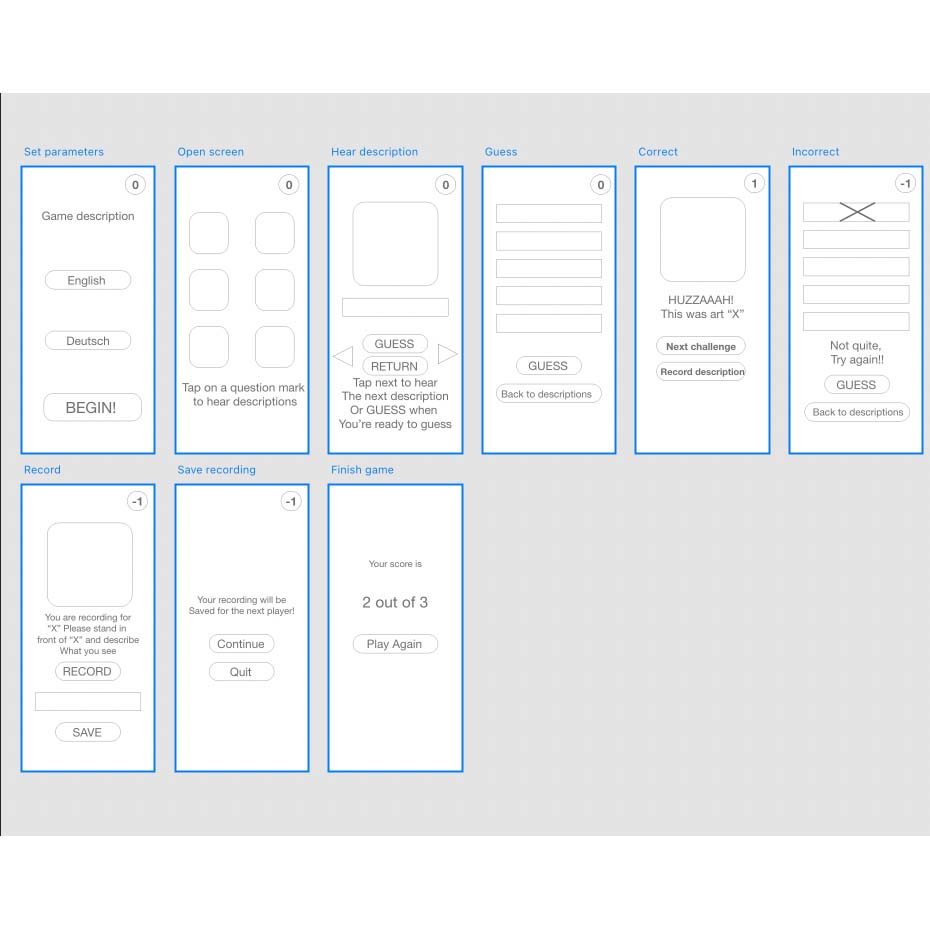 Set parameters
0
Game description
English
Deutsch
BEGIN!
Open screen
0
Tap on a question mark
to hear descriptions
Hear description
0
GUESS
RETURN
Tap next to hear
The next description
Or GUESS when
You're ready to guess
Guess
0
GUESS
Back to descriptions
Correct
1
HUZZAAAH!
This was art “X”
Next challenge
Record description
Incorrect
-1
Not quite,
Try again!!
GUESS
Back to descriptions
Record
-1
You are recording for
“X” Please stand in
front of “X” and describe
What you see
RECORD
SAVE
Save recording
-1
Your recording will be
Saved for the next player!
Continue
Quit
Finish game
Your score is
2 out of 3
Play Again